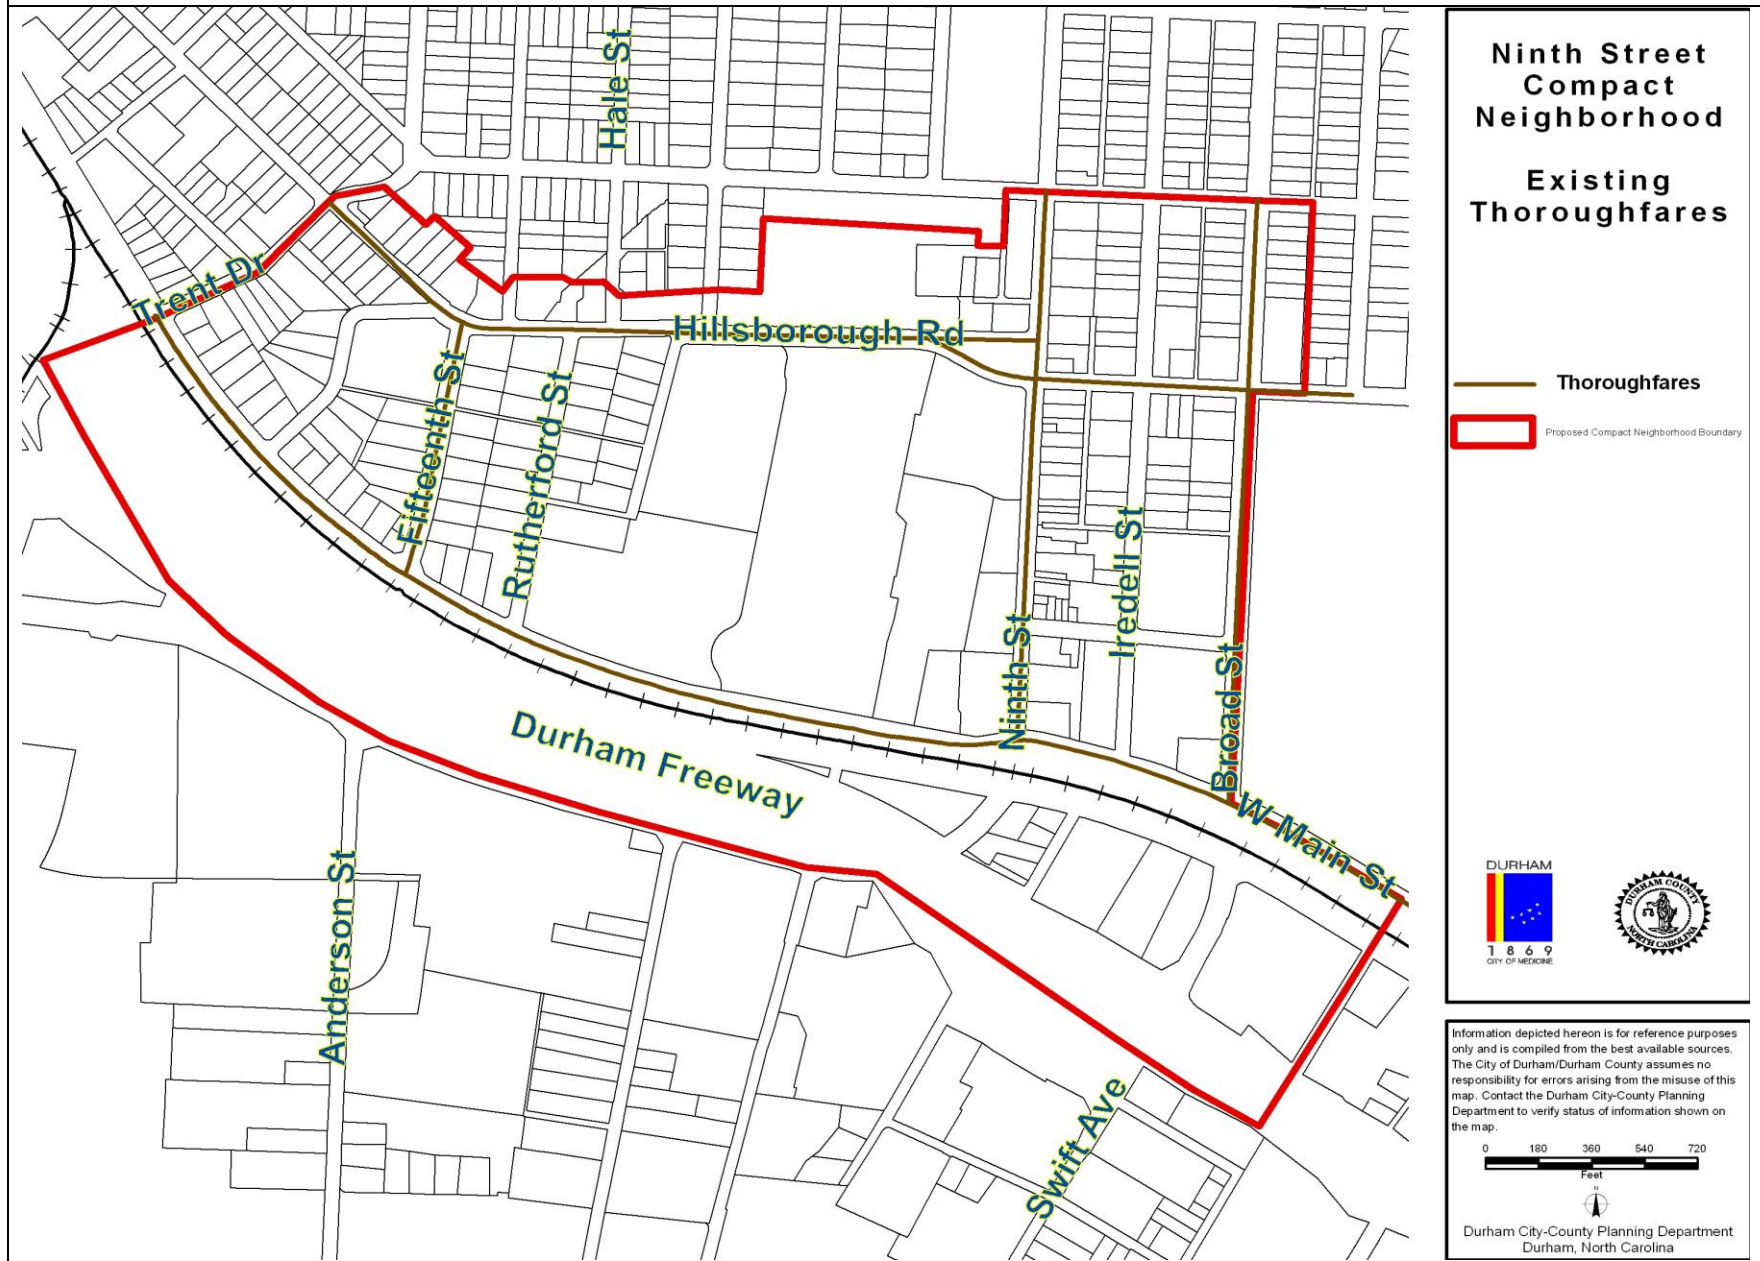 Hale St
Trent Dr
Hillsborough Rd
Fifteenth St
Rutherford St
Iredell St
Ninth St
Broad St
Durham Freeway
W Main St
Anderson St
Swift Ave
Ninth Street
Compact
Neighborhood
Existing
Thoroughfares
Thoroughfares
Proposed Compact Neighborhood Boundary
DURHAM
1 8 6 9
CITY OF MEDICINE
DURHAM COUNTY
NORTH CAROLINA
Information depicted hereon is for reference purposes
only and is compiled from the best available sources.
The City of Durham/Durham County assumes no
responsibility for errors arising from the misuse of this
map. Contact the Durham City-County Planning
Department to verify status of information shown on
the map.
0 180 360 540 720
Feet
Durham City-County Planning Department
Durham, North Carolina